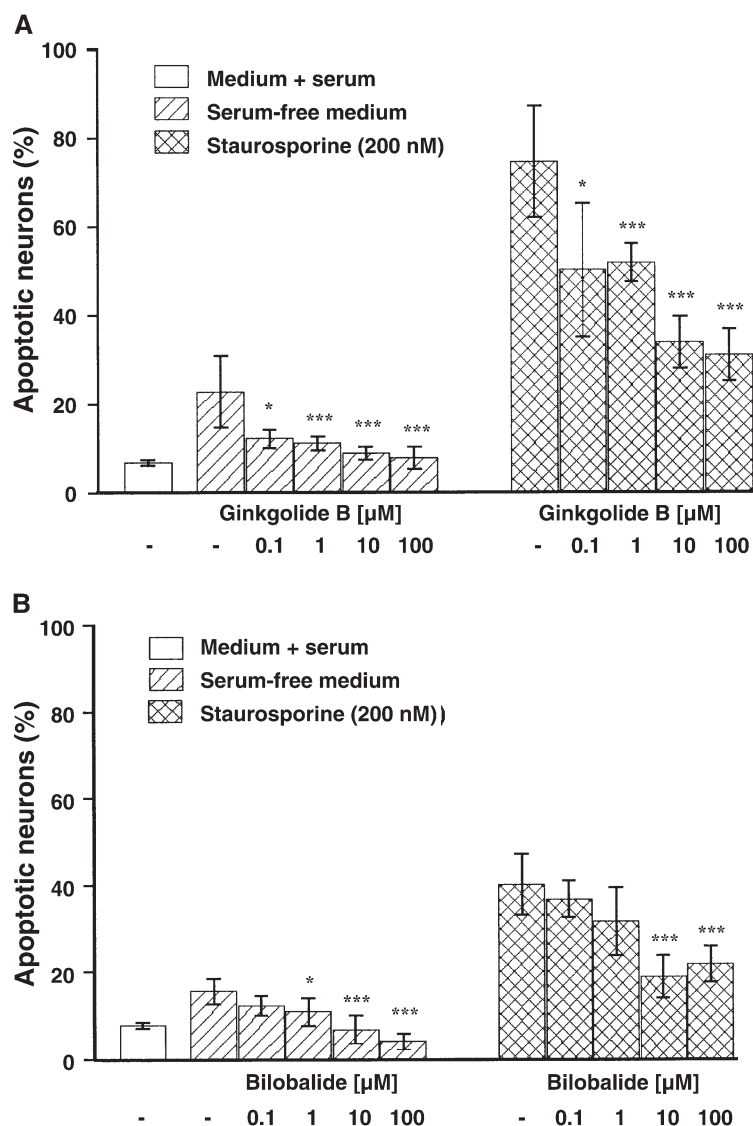 A
100
80
60
40
20
0
Apoptotic neurons (%)
Medium + serum
Serum-free medium
Staurosporine (200 nM)
* *** *** ***
* *** *** ***
Ginkgolide B [µM] Ginkgolide B [µM]
- - 0.1 1 10 100 - 0.1 1 10 100
B
100
80
60
40
20
0
Apoptotic neurons (%)
Medium + serum
Serum-free medium
Staurosporine (200 nM))
* *** ***
*** ***
Bilobalide [µM] Bilobalide [µM]
- - 0.1 1 10 100 - 0.1 1 10 100